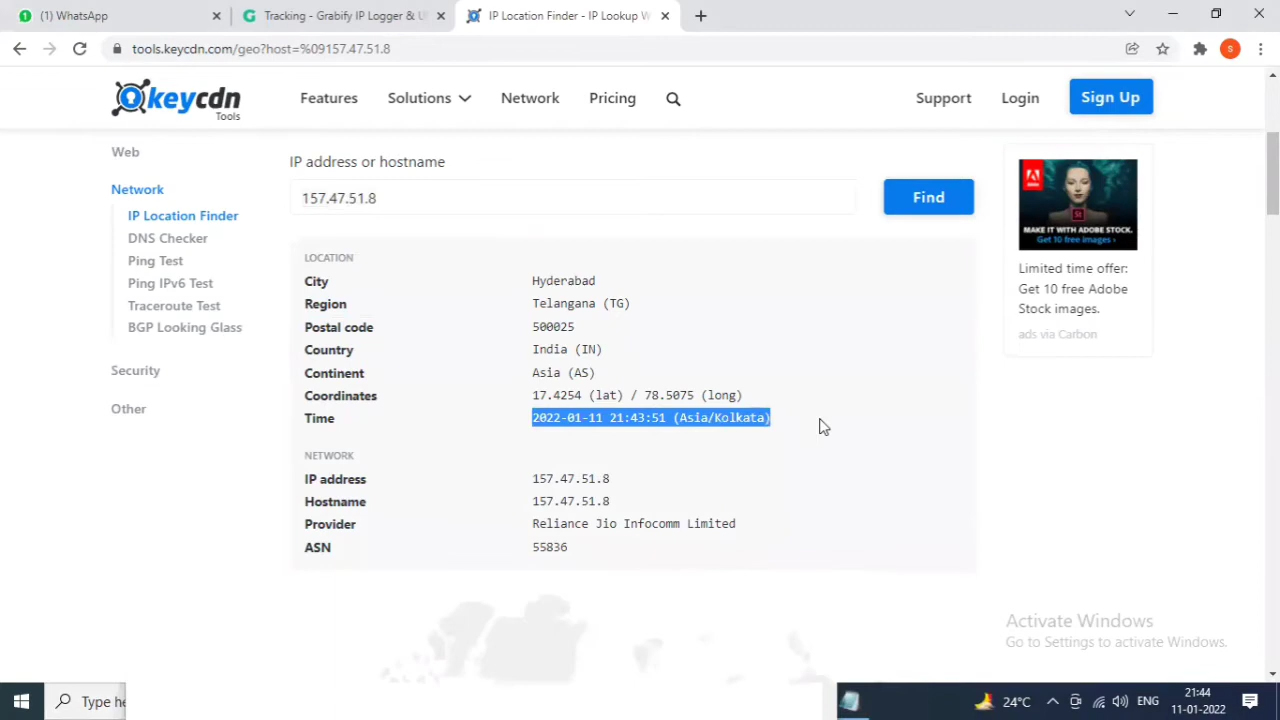 (1) WhatsApp
Tracking - Grabify IP Logger & U
IP Location Finder - IP Lookup W
tools.keycdn.com/geo?host=%09157.47.51.8
S
keycdn
Tools
Features
Solutions
Network
Pricing
Support
Login
Sign Up
Web
Network
IP Location Finder
DNS Checker
Ping Test
Ping IPv6 Test
Traceroute Test
BGP Looking Glass
Security
Other
IP address or hostname
157.47.51.8
Find
LOCATION
City Hyderabad
Region Telangana (TG)
Postal code 500025
Country India (IN)
Continent Asia (AS)
Coordinates 17.4254 (lat) / 78.5075 (long)
Time 2022-01-11 21:43:51 (Asia/Kolkata)
NETWORK
IP address 157.47.51.8
Hostname 157.47.51.8
Provider Reliance Jio Infocomm Limited
ASN 55836
Adobe
St
MAKE IT WITH ADOBE STOCK.
Get 10 free images ›
Limited time offer:
Get 10 free Adobe
Stock images.
ads via Carbon
Activate Windows
Go to Settings to activate Windows.
Type he
24°C
ENG
21:44
11-01-2022